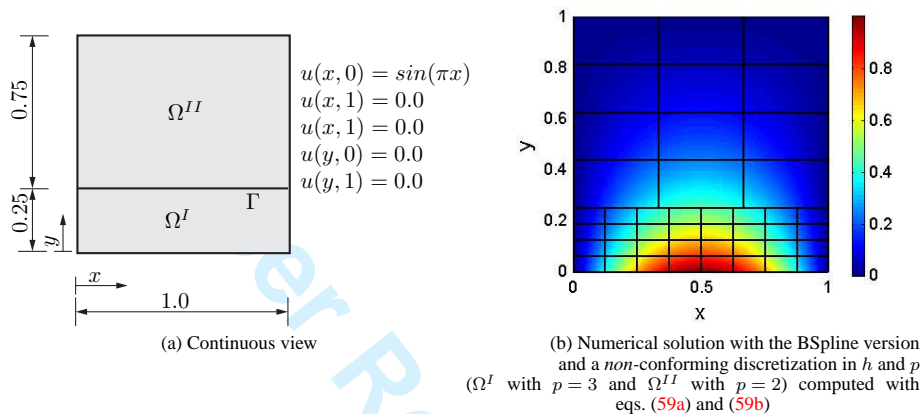 0.75
0.25
Ω^{II}
Ω^{I}
Γ
y
x
1.0
u(x, 0) = sin(πx)
u(x, 1) = 0.0
u(x, 1) = 0.0
u(y, 0) = 0.0
u(y, 1) = 0.0
(a) Continuous view
1
0.8
0.6
0.4
0.2
0
y
0
0.5
1
x
0.8
0.6
0.4
0.2
0
(b) Numerical solution with the BSpline version
and a non-conforming discretization in h and p
(Ω^{I} with p = 3 and Ω^{II} with p = 2) computed with
eqs. (59a) and (59b)